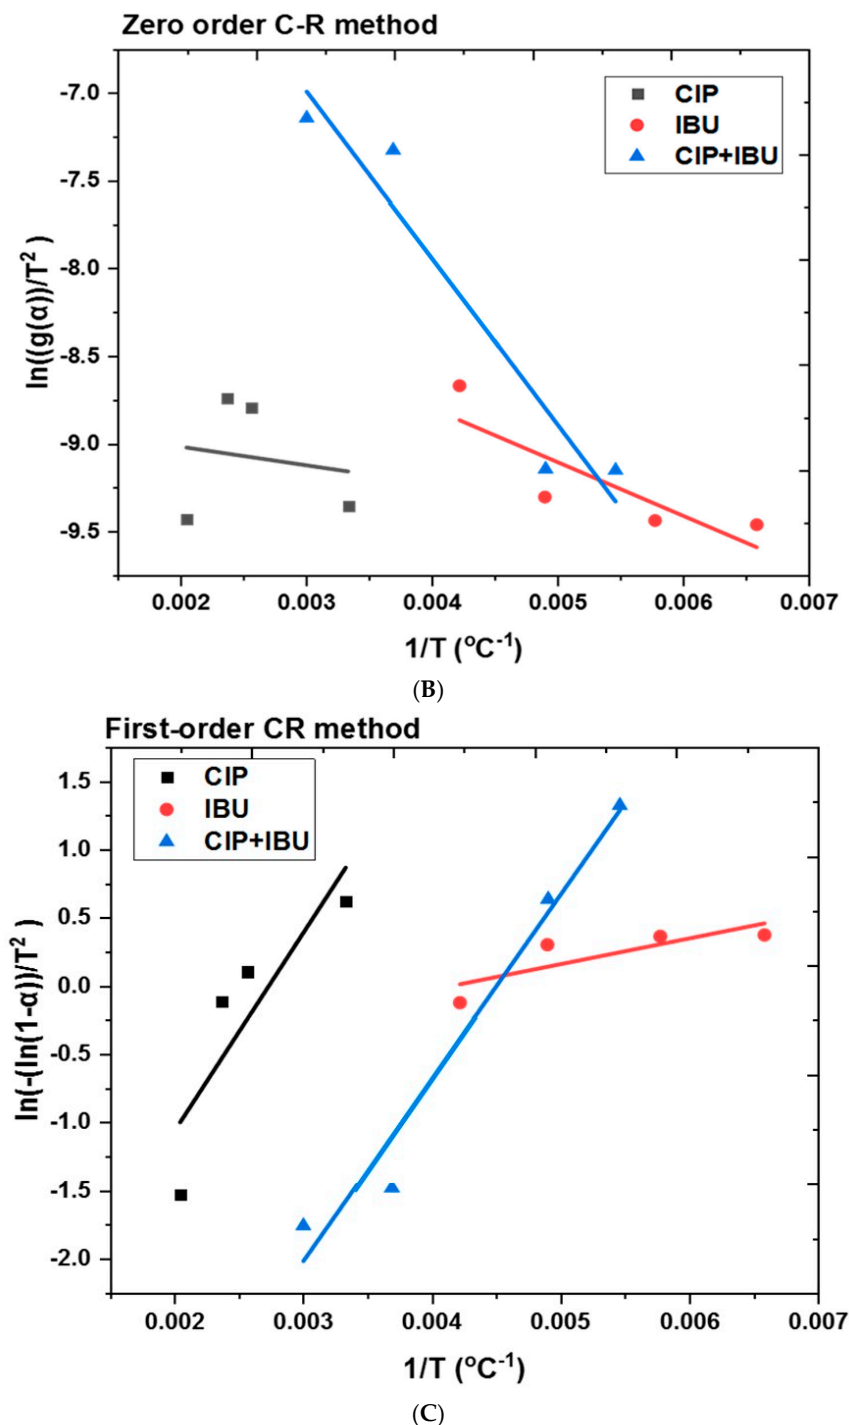 Zero order C-R method
CIP
IBU
CIP+IBU
-7.0
-7.5
-8.0
-8.5
-9.0
-9.5
ln((g(α))/T²)
0.002 0.003 0.004 0.005 0.006 0.007
1/T (°C⁻¹)
(B)
First-order CR method
CIP
IBU
CIP+IBU
1.5
1.0
0.5
0.0
-0.5
-1.0
-1.5
-2.0
ln(-(ln(1-α))/T²)
0.002 0.003 0.004 0.005 0.006 0.007
1/T (°C⁻¹)
(C)